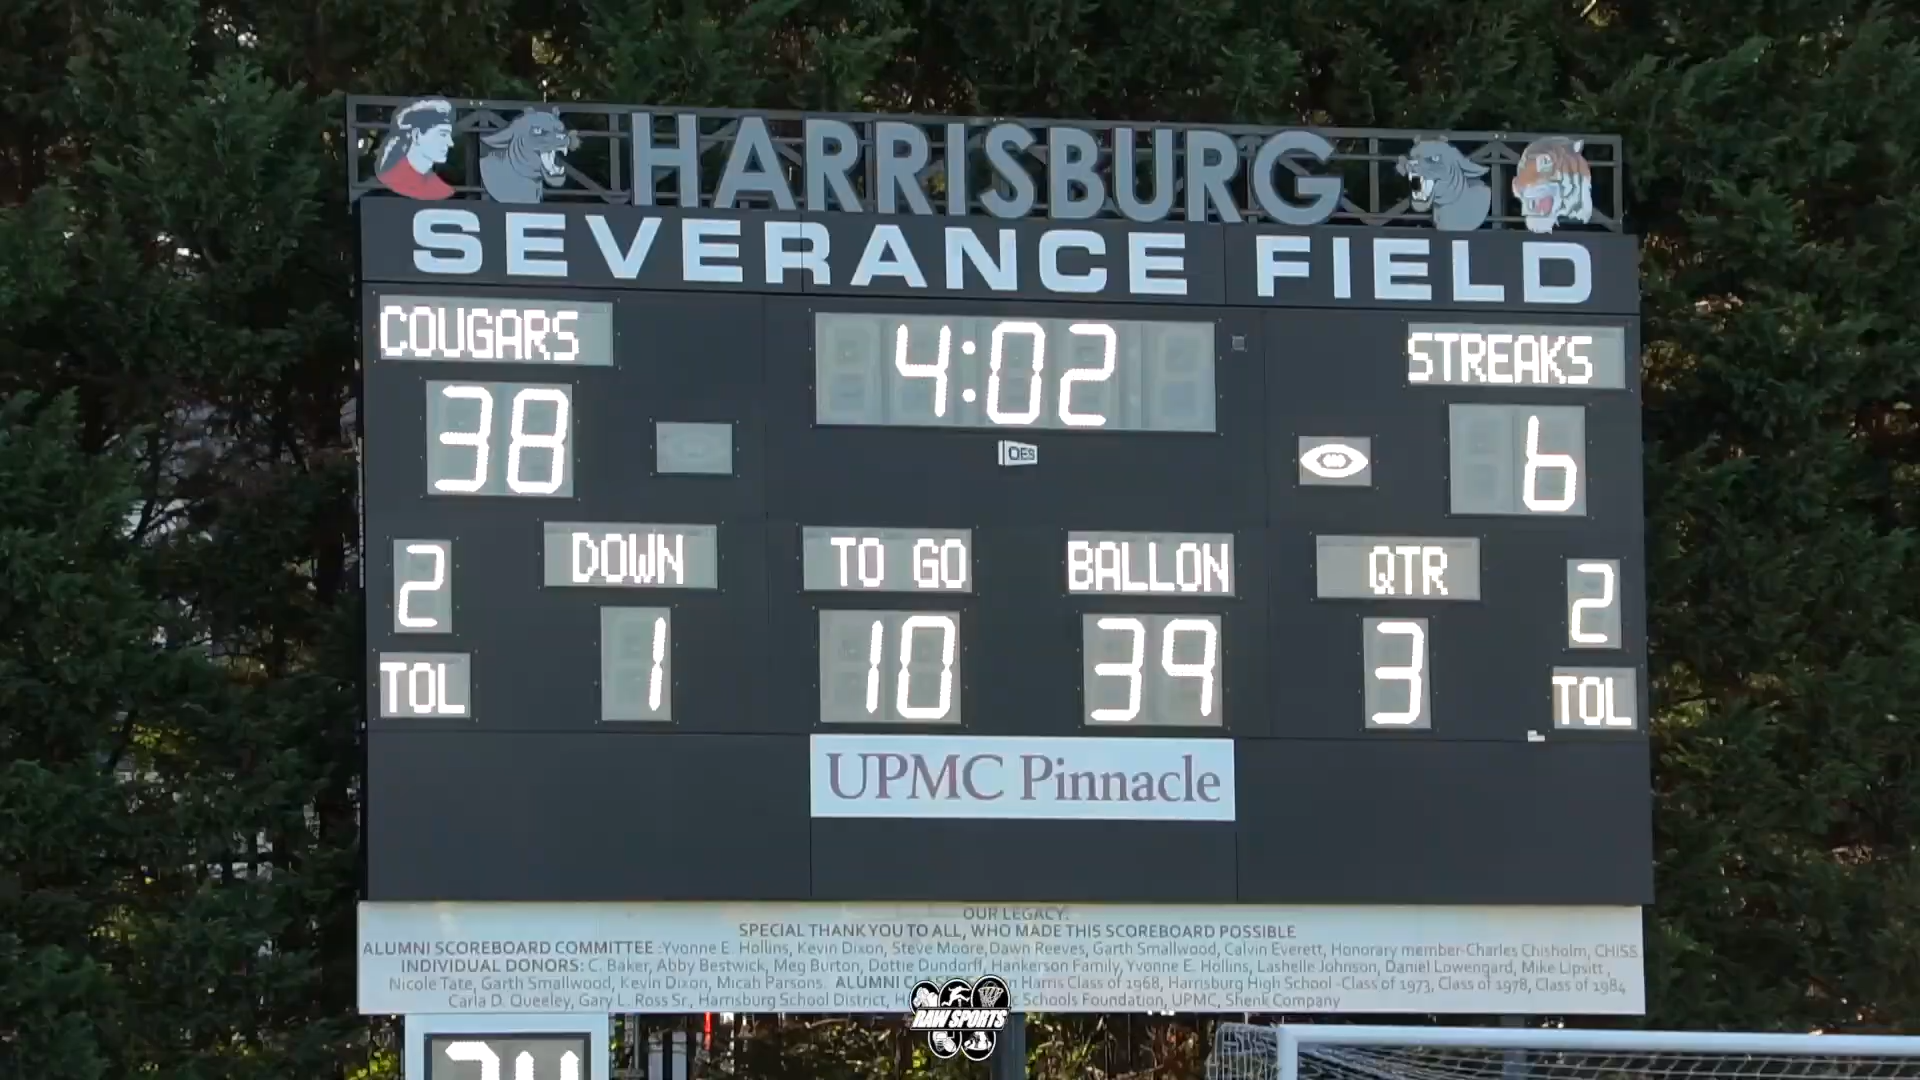 HARRISBURG
SEVERANCE FIELD
COUGARS 4:02 STREAKS
38 6
OES
DOWN TO GO BALLON QTR
2 1 10 39 3 2
TOL TOL
UPMC Pinnacle
OUR LEGACY:
SPECIAL THANK YOU TO ALL, WHO MADE THIS SCOREBOARD POSSIBLE
ALUMNI SCOREBOARD COMMITTEE :Yvonne E. Hollins, Kevin Dixon, Steve Moore, Dawn Reeves, Garth Smallwood, Calvin Everett, Honorary member-Charles Chisholm, CHISS
INDIVIDUAL DONORS: C. Baker, Abby Bestwick, Meg Burton, Dottie Dundorff, Hankerson Family, Yvonne E. Hollins, Lashelle Johnson, Daniel Lowengard, Mike Lipsitt,
Nicole Tate, Garth Smallwood, Kevin Dixon, Micah Parsons. ALUMNI Harris Class of 1968, Harrisburg High School -Class of 1973, Class of 1978, Class of 1984
Carla D. Queeley, Gary L. Ross Sr., Harrisburg School District, Schools Foundation, UPMC, Shenk Company
RAW SPORTS